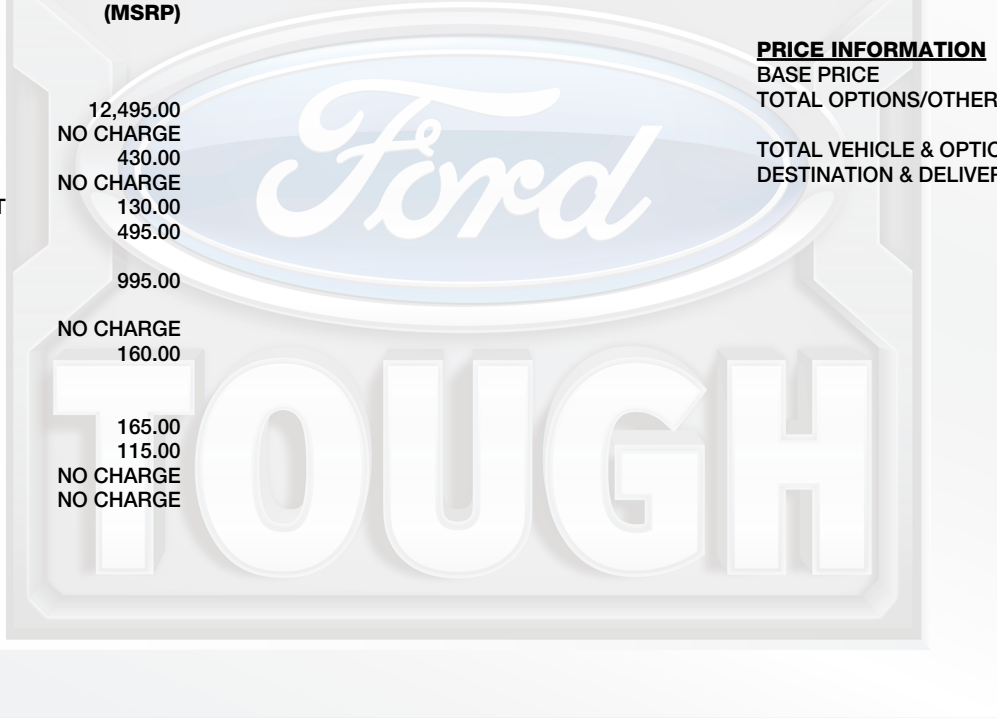 (MSRP)
12,495.00
NO CHARGE
430.00
NO CHARGE
T
130.00
495.00
995.00
NO CHARGE
160.00
165.00
115.00
NO CHARGE
NO CHARGE
PRICE INFORMATION
BASE PRICE
TOTAL OPTIONS/OTHER
TOTAL VEHICLE & OPTIO
DESTINATION & DELIVER
Ford
TOUGH